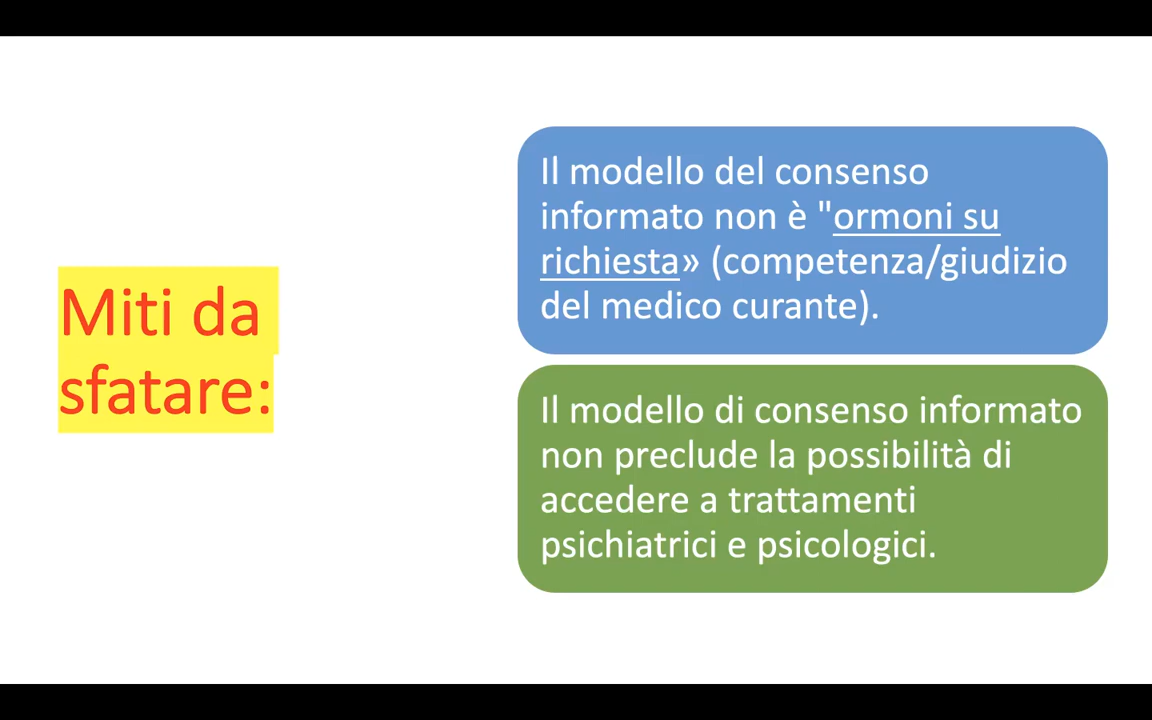 Miti da
sfatare:
Il modello del consenso
informato non è "ormoni su
richiesta» (competenza/giudizio
del medico curante).
Il modello di consenso informato
non preclude la possibilità di
accedere a trattamenti
psichiatrici e psicologici.